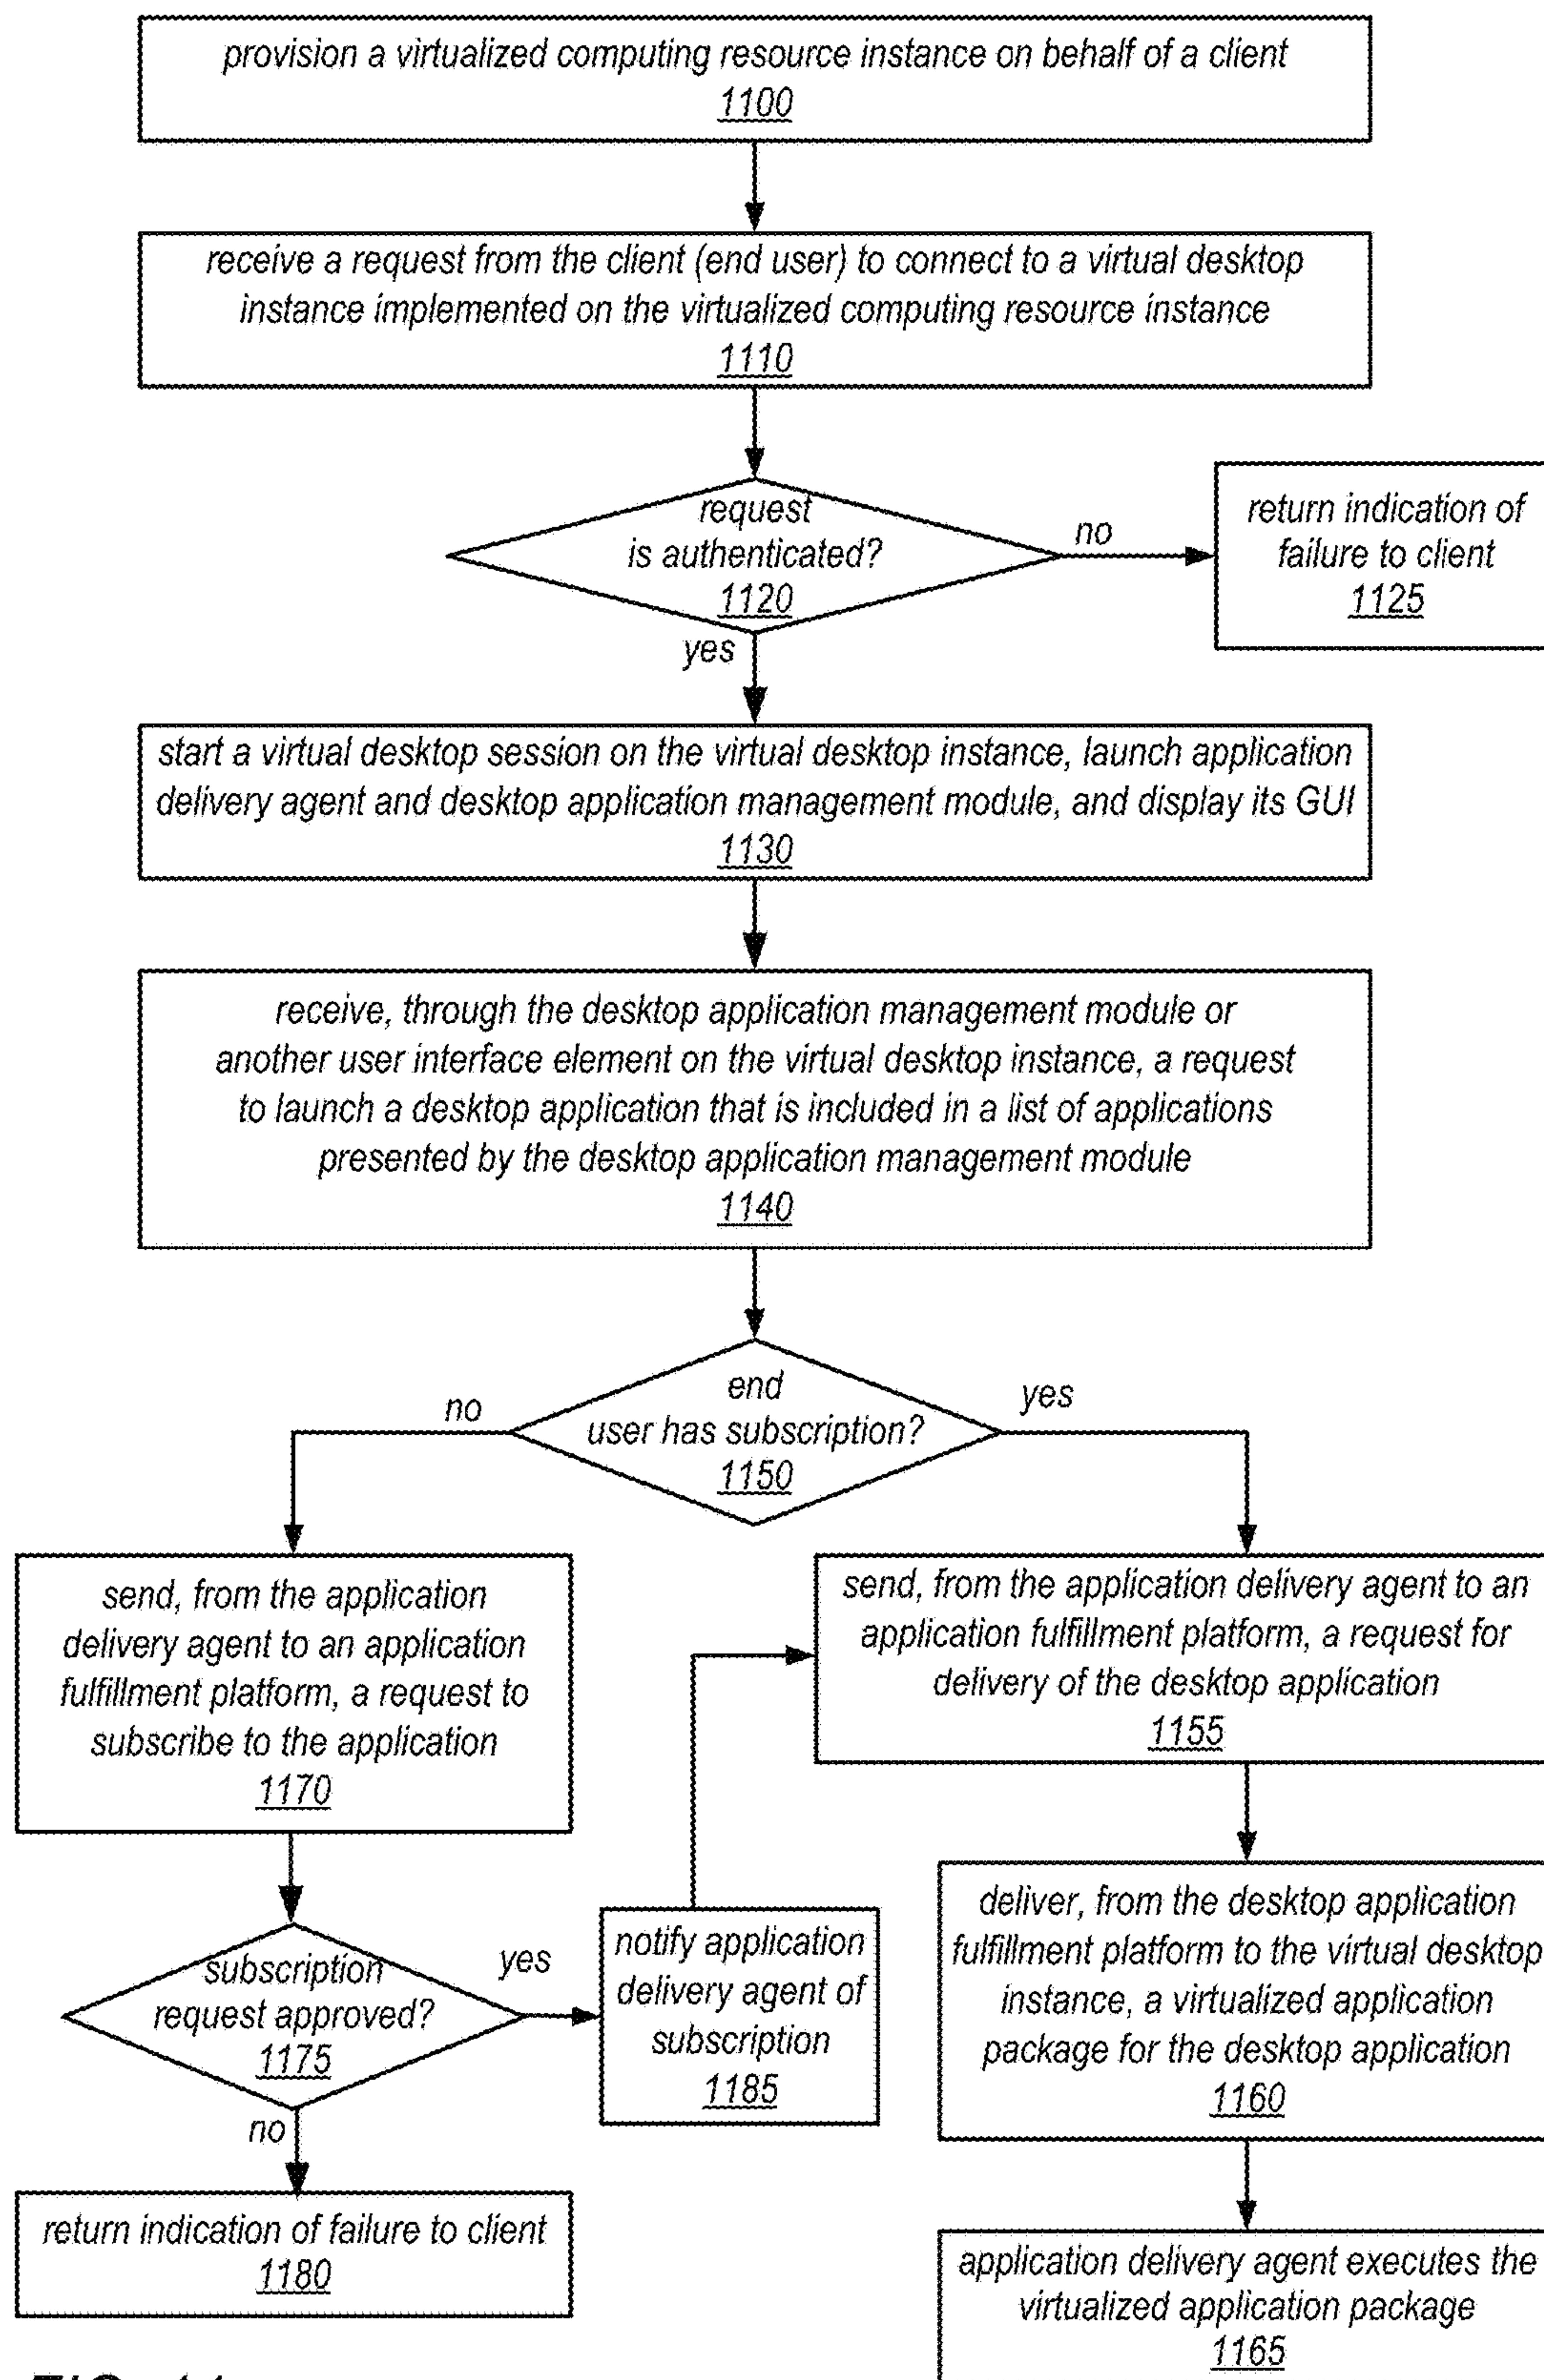 provision a virtualized computing resource instance on behalf of a client
1100
receive a request from the client (end user) to connect to a virtual desktop
instance implemented on the virtualized computing resource instance
1110
request
is authenticated?
1120
no
return indication of
failure to client
1125
yes
start a virtual desktop session on the virtual desktop instance, launch application
delivery agent and desktop application management module, and display its GUI
1130
receive, through the desktop application management module or
another user interface element on the virtual desktop instance, a request
to launch a desktop application that is included in a list of applications
presented by the desktop application management module
1140
end
user has subscription?
1150
no
yes
send, from the application
delivery agent to an application
fulfillment platform, a request to
subscribe to the application
1170
send, from the application delivery agent to an
application fulfillment platform, a request for
delivery of the desktop application
1155
subscription
request approved?
1175
yes
notify application
delivery agent of
subscription
1185
deliver, from the desktop application
fulfillment platform to the virtual desktop
instance, a virtualized application
package for the desktop application
1160
no
return indication of failure to client
1180
application delivery agent executes the
virtualized application package
1165